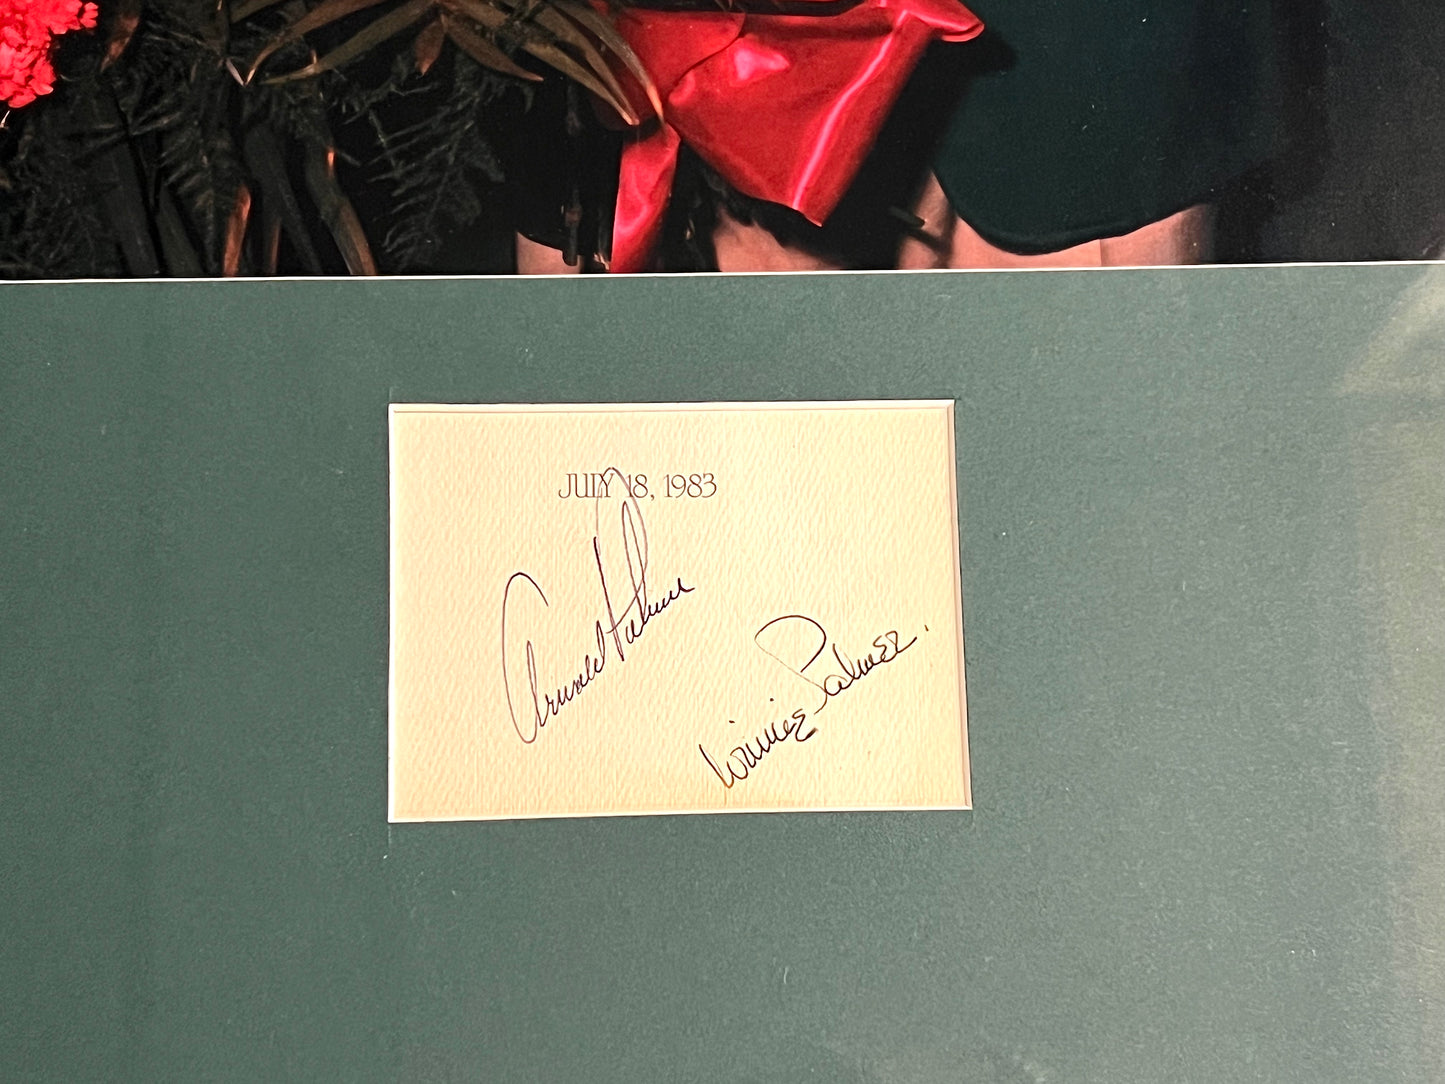 JULY 18, 1983
Arnold Palmer
Winnie Palmer.